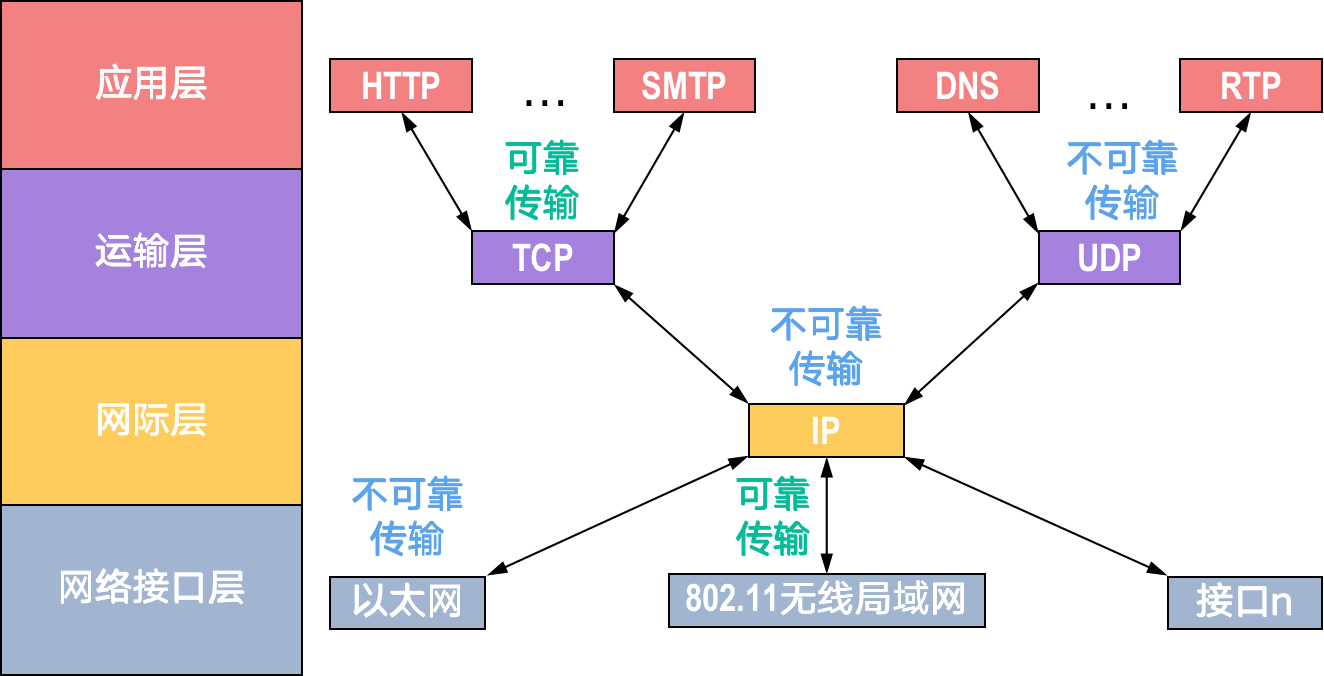 应用层
HTTP
...
SMTP
DNS
...
RTP
可靠
传输
不可靠
传输
运输层
TCP
UDP
不可靠
传输
网际层
IP
不可靠
传输
可靠
传输
网络接口层
以太网
802.11无线局域网
接口n